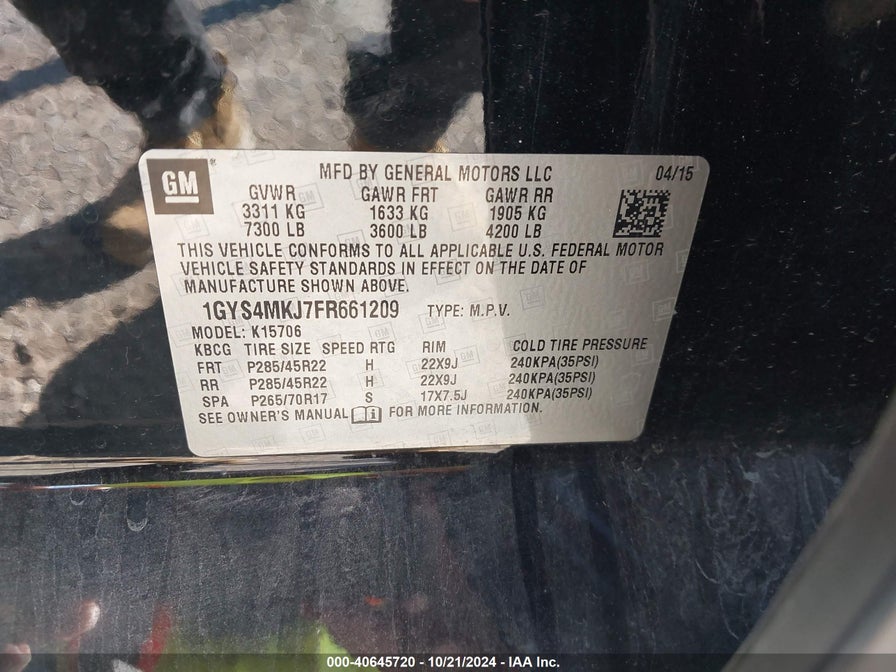 GM
MFD BY GENERAL MOTORS LLC 04/15
GVWR GAWR FRT GAWR RR
3311 KG 1633 KG 1905 KG
7300 LB 3600 LB 4200 LB
THIS VEHICLE CONFORMS TO ALL APPLICABLE U.S. FEDERAL MOTOR
VEHICLE SAFETY STANDARDS IN EFFECT ON THE DATE OF
MANUFACTURE SHOWN ABOVE.
1GYS4MKJ7FR661209 TYPE: M.P.V.
MODEL: K15706
KBCG TIRE SIZE SPEED RTG RIM COLD TIRE PRESSURE
FRT P285/45R22 H 22X9J 240KPA(35PSI)
RR P285/45R22 H 22X9J 240KPA(35PSI)
SPA P265/70R17 S 17X7.5J 240KPA(35PSI)
SEE OWNER'S MANUAL FOR MORE INFORMATION.
000-40645720 - 10/21/2024 - IAA Inc.